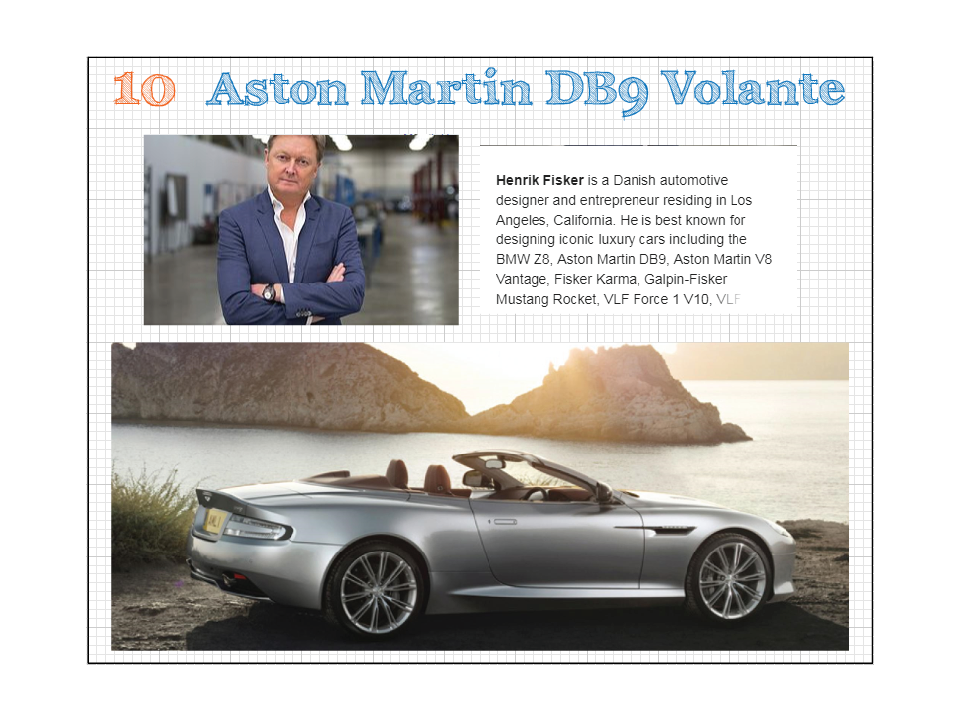 10 Aston Martin DB9 Volante
Henrik Fisker is a Danish automotive
designer and entrepreneur residing in Los
Angeles, California. He is best known for
designing iconic luxury cars including the
BMW Z8, Aston Martin DB9, Aston Martin V8
Vantage, Fisker Karma, Galpin-Fisker
Mustang Rocket, VLF Force 1 V10, VLF